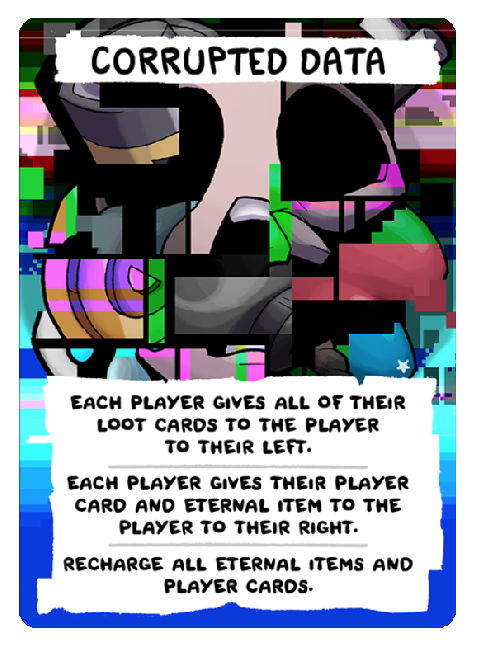 CORRUPTED DATA
EACH PLAYER GIVES ALL OF THEIR
LOOT CARDS TO THE PLAYER
TO THEIR LEFT.
EACH PLAYER GIVES THEIR PLAYER
CARD AND ETERNAL ITEM TO THE
PLAYER TO THEIR RIGHT.
RECHARGE ALL ETERNAL ITEMS AND
PLAYER CARDS.